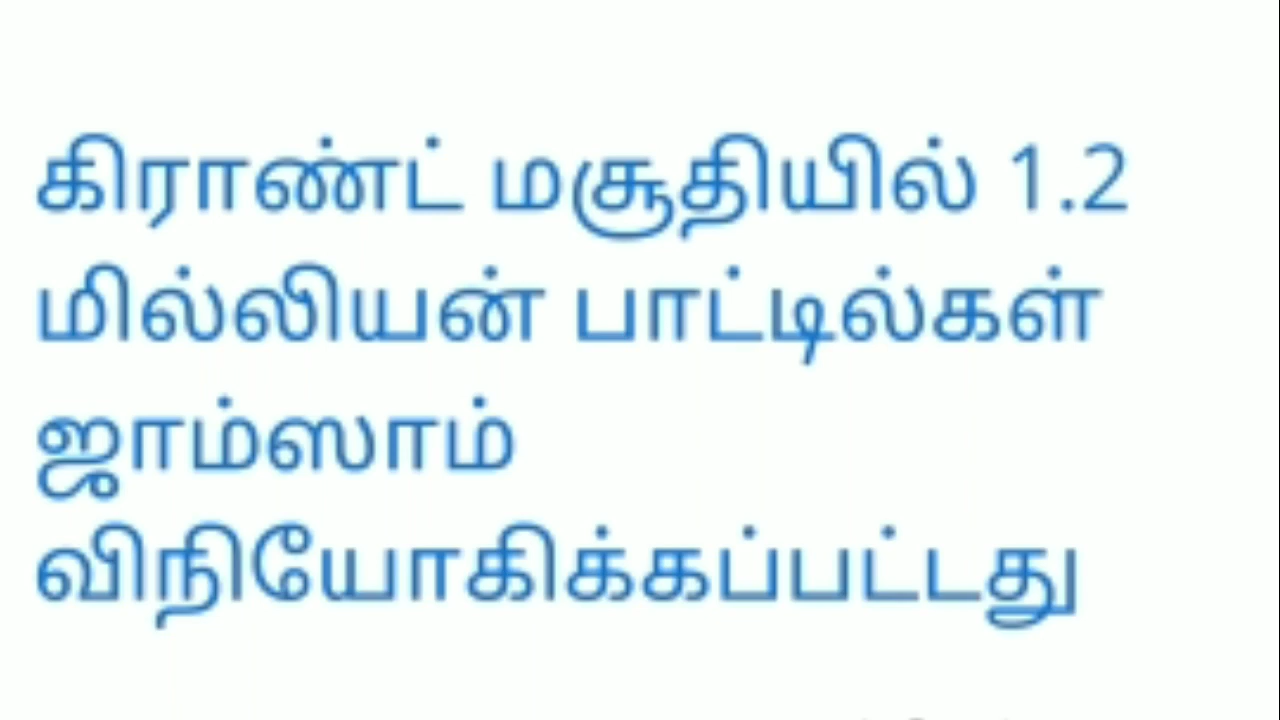 கிராண்ட் மசூதியில் 1.2
மில்லியன் பாட்டில்கள்
ஜாம்ஸாம்
விநியோகிக்கப்பட்டது